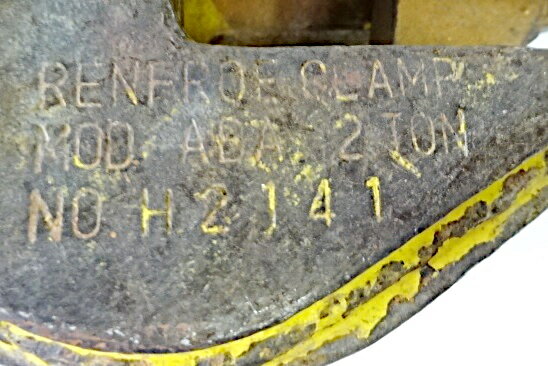 RENFROE CLAMP
MOD. ABA 2 TON
NO. H2141